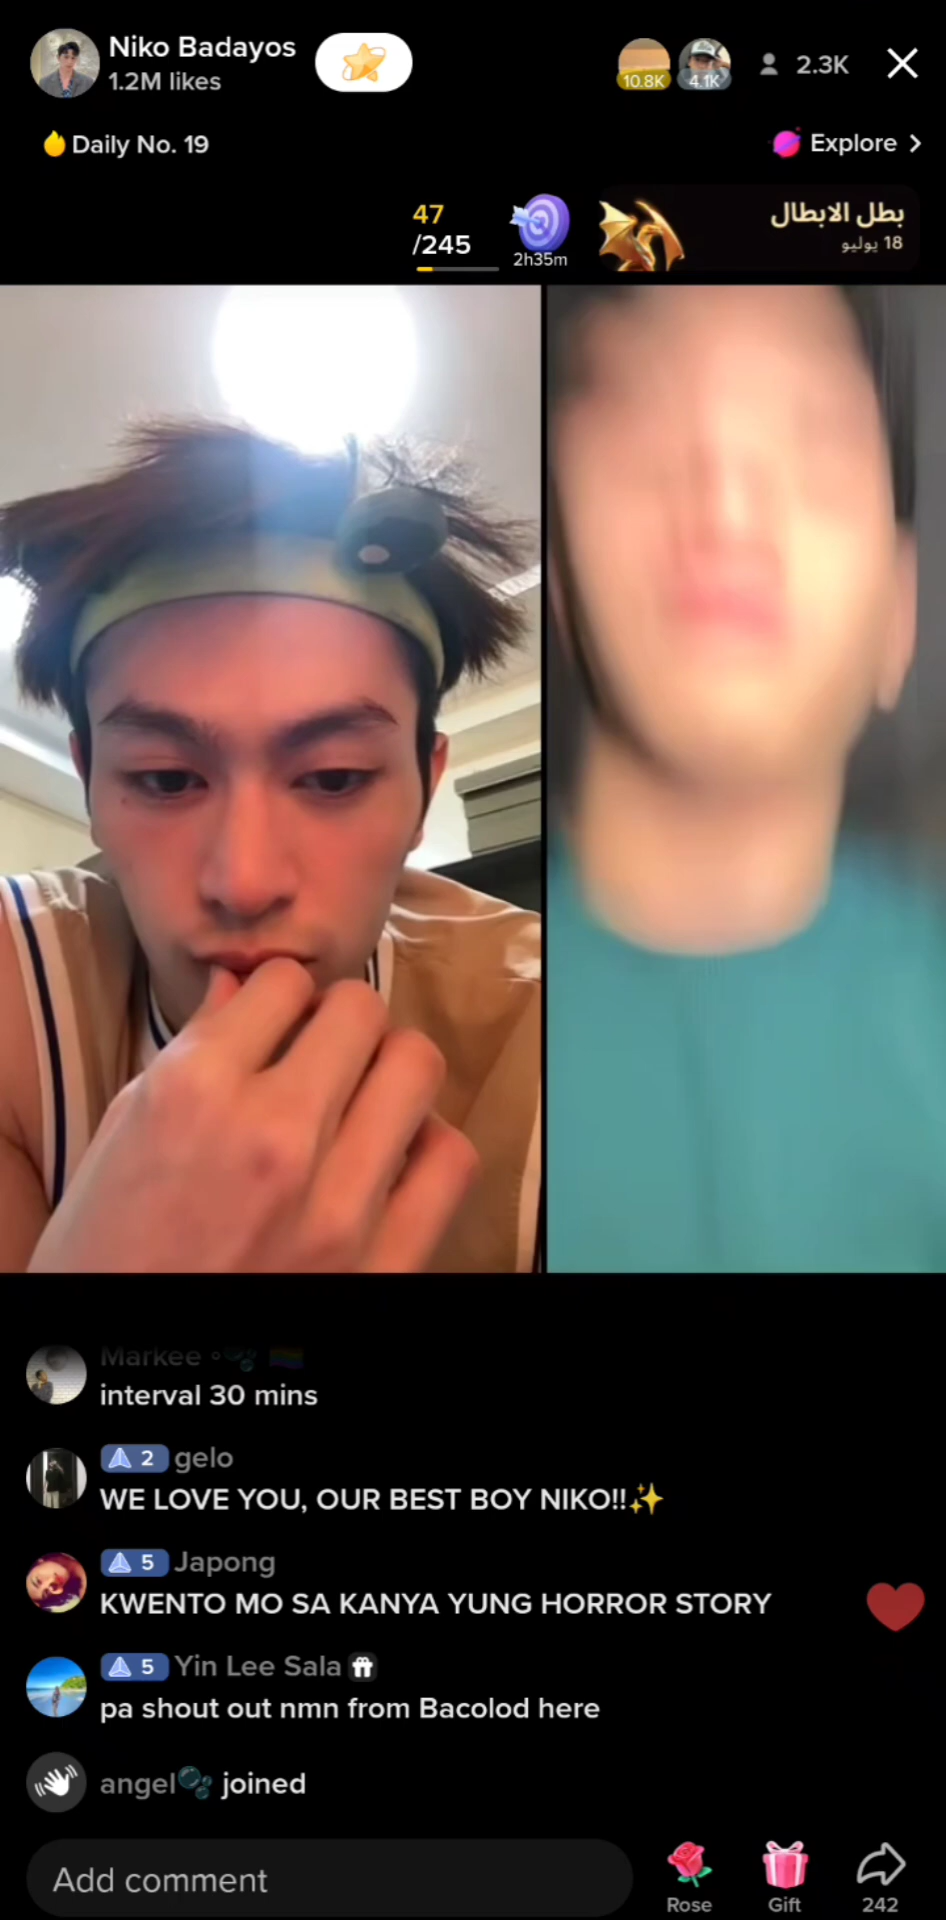 Niko Badayos
1.2M likes
10.8K
4.1K
2.3K
Daily No. 19
Explore >
47
/245
2h35m
بطل الابطال
18 يوليو
Markee
interval 30 mins
2 gelo
WE LOVE YOU, OUR BEST BOY NIKO!!✨
5 Japong
KWENTO MO SA KANYA YUNG HORROR STORY
5 Yin Lee Sala
pa shout out nmn from Bacolod here
angel🫧 joined
Add comment
Rose
Gift
242